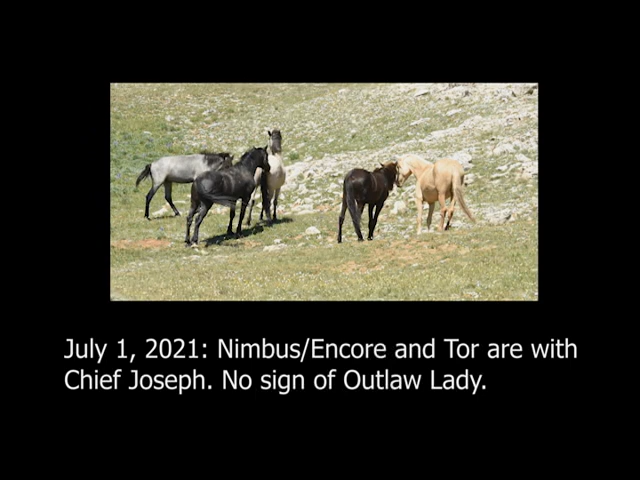 July 1, 2021: Nimbus/Encore and Tor are with
Chief Joseph. No sign of Outlaw Lady.